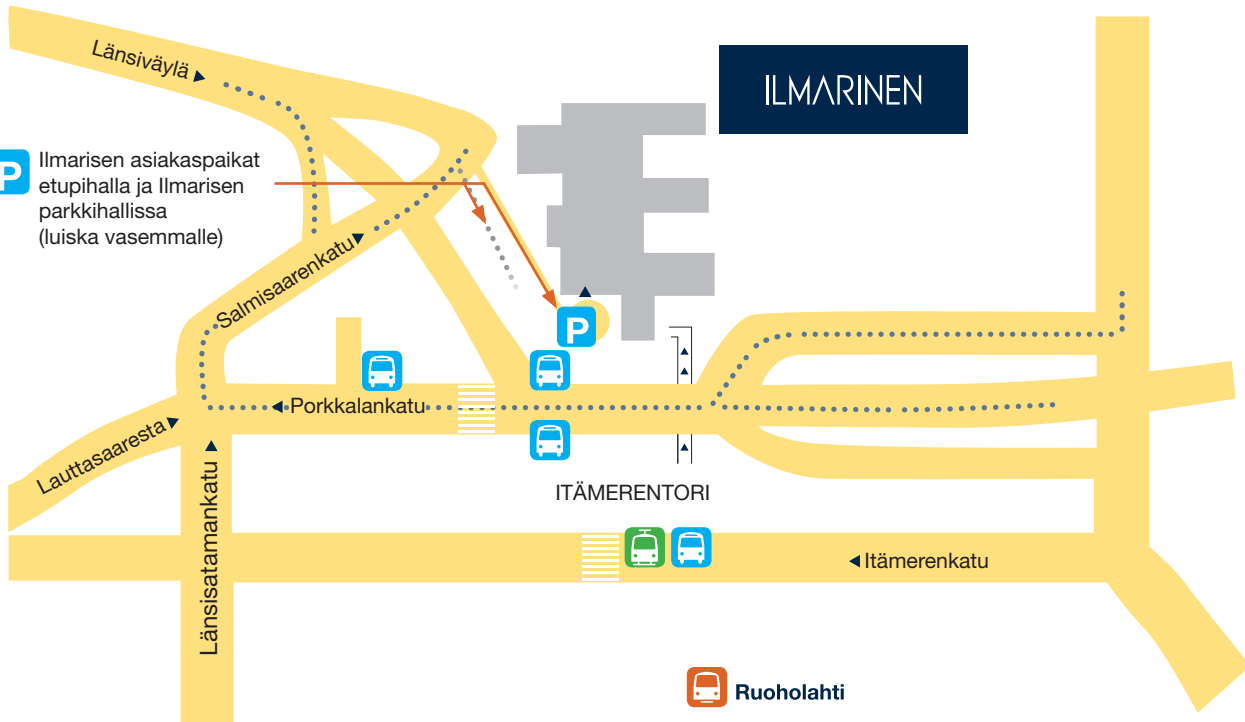 Länsiväylä
ILMARINEN
P
Ilmarisen asiakaspaikat
etupihalla ja Ilmarisen
parkkihallissa
(luiska vasemmalle)
Salmisaarenkatu
P
Porkkalankatu
Lauttasaaresta
Länsisatamankatu
ITÄMERENTORI
Itämerenkatu
Ruoholahti